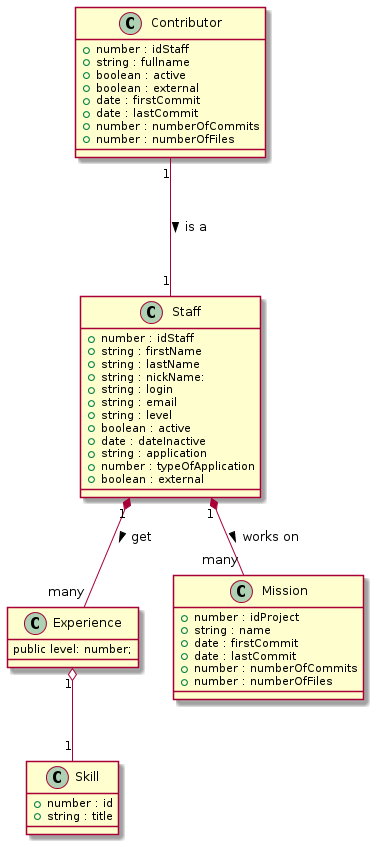 C Contributor
number : idStaff
string : fullname
boolean : active
boolean : external
date : firstCommit
date : lastCommit
number : numberOfCommits
number : numberOfFiles
1
is a
1
C Staff
number : idStaff
string : firstName
string : lastName
string : nickName:
string : login
string : email
string : level
boolean : active
date : dateInactive
string : application
number : typeOfApplication
boolean : external
1
1
get
works on
many
many
C Experience
public level: number;
C Mission
number : idProject
string : name
date : firstCommit
date : lastCommit
number : numberOfCommits
number : numberOfFiles
1
1
C Skill
number : id
string : title